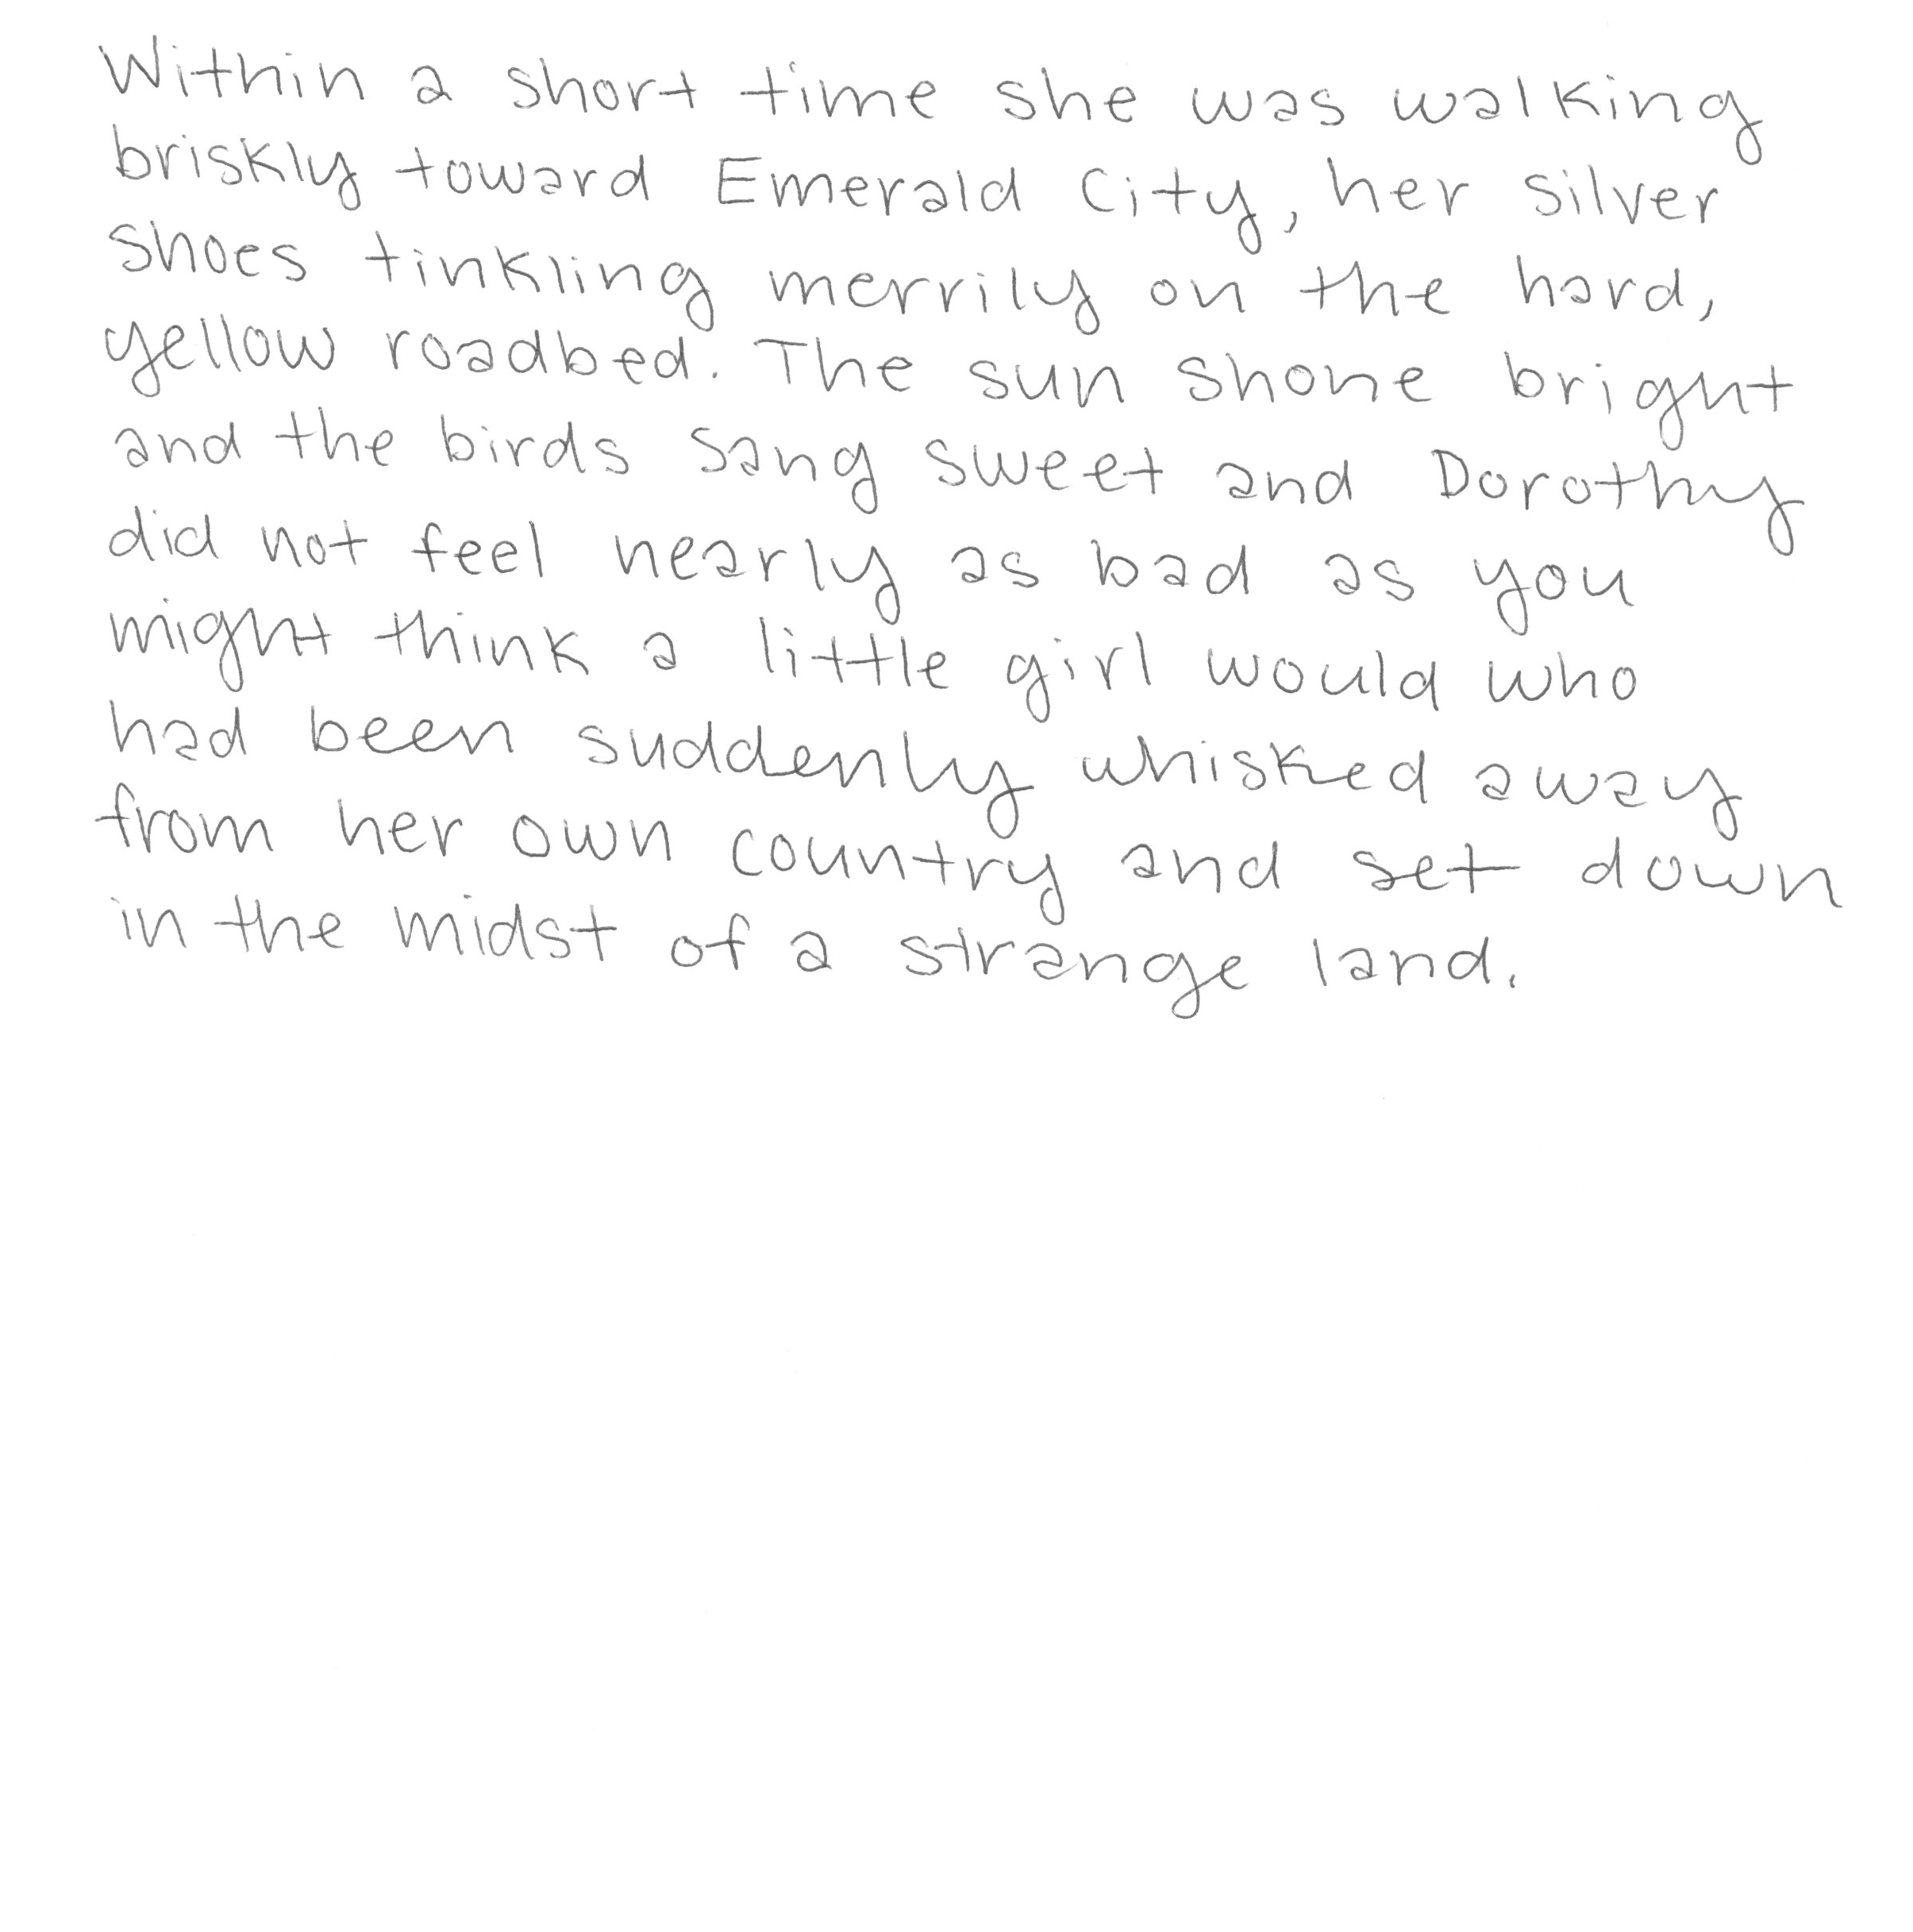 Within a short time she was walking
briskly toward Emerald City, her silver
shoes tinkling merrily on the hard,
yellow roadbed. The sun shone bright
and the birds sang sweet and Dorothy
did not feel nearly as bad as you
might think a little girl would who
had been suddenly whisked away
from her own country and set down
in the midst of a strange land.